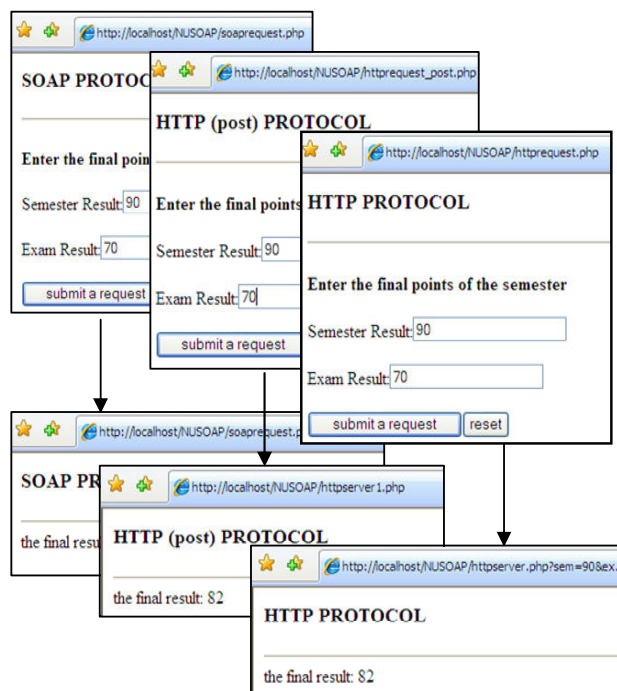 http://localhost/NUSOAP/soaprequest.php
SOAP PROTOC
Enter the final poin
Semester Result: 90
Exam Result: 70
submit a request
http://localhost/NUSOAP/httprequest_post.php
HTTP (post) PROTOCOL
Enter the final points
Semester Result: 90
Exam Result: 70
submit a request
http://localhost/NUSOAP/httprequest.php
HTTP PROTOCOL
Enter the final points of the semester
Semester Result: 90
Exam Result: 70
submit a request reset
http://localhost/NUSOAP/soaprequest.p
SOAP PR
the final resu
http://localhost/NUSOAP/httpserver1.php
HTTP (post) PROTOCOL
the final result: 82
http://localhost/NUSOAP/httpserver.php?sem=90&ex.
HTTP PROTOCOL
the final result: 82